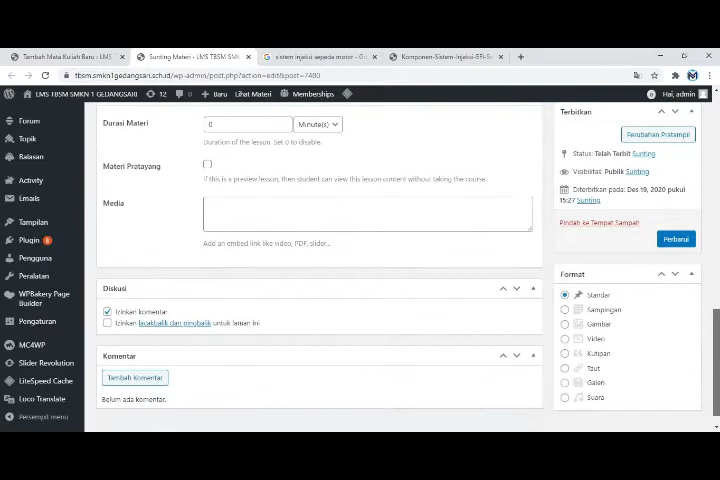 Tambah Mata Kuliah Baru ‹ LMS
Sunting Materi ‹ LMS TBSM SMK
sistem injeksi sepeda motor - Go
Komponen-Sistem-Injeksi-EFI-Se
tbsm.smkn1gedangsari.sch.id/wp-admin/post.php?action=edit&post=7480
LMS TBSM SMKN 1 GEDANGSARI
12
0
Baru
Lihat Materi
Memberships
0
Hai, admin
Forum
Topik
Balasan
Activity
Emails
Tampilan
Plugin 8
Pengguna
Peralatan
WPBakery Page
Builder
Pengaturan
MC4WP
Slider Revolution
LiteSpeed Cache
Loco Translate
Persempit menu
Durasi Materi
0
Minute(s)
Duration of the lesson. Set 0 to disable.
Materi Pratayang
If this is a preview lesson, then student can view this lesson content without taking the course.
Media
Add an embed link like video, PDF, slider...
Diskusi
Izinkan komentar
Izinkan lacakbalik dan pingbalik untuk laman ini
Komentar
Tambah Komentar
Belum ada komentar.
Terbitkan
Perubahan Pratampil
Status: Telah Terbit Sunting
Visibilitas: Publik Sunting
Diterbitkan pada: Des 19, 2020 pukul
15:27 Sunting
Pindah ke Tempat Sampah
Perbarui
Format
Standar
Sampingan
Gambar
Video
Kutipan
Taut
Galeri
Suara